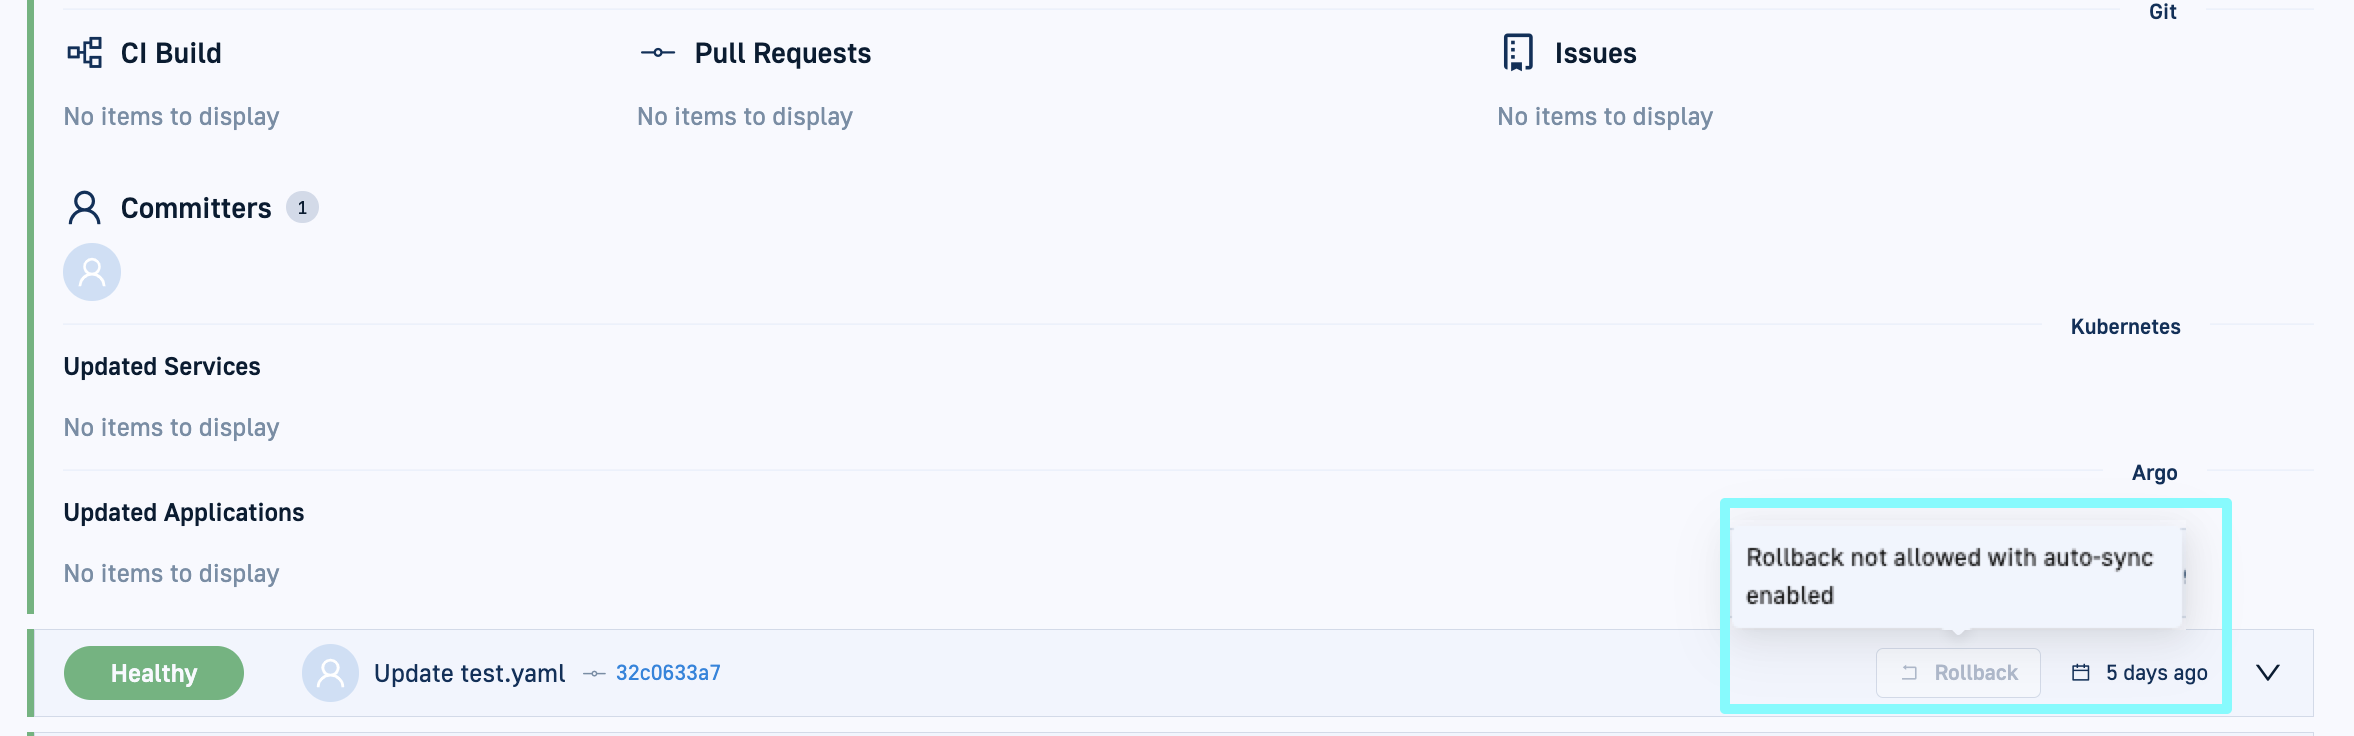 Git
CI Build
Pull Requests
Issues
No items to display
No items to display
No items to display
Committers 1
Kubernetes
Updated Services
No items to display
Argo
Updated Applications
No items to display
Rollback not allowed with auto-sync
enabled
Healthy
Update test.yaml
32c0633a7
Rollback
5 days ago